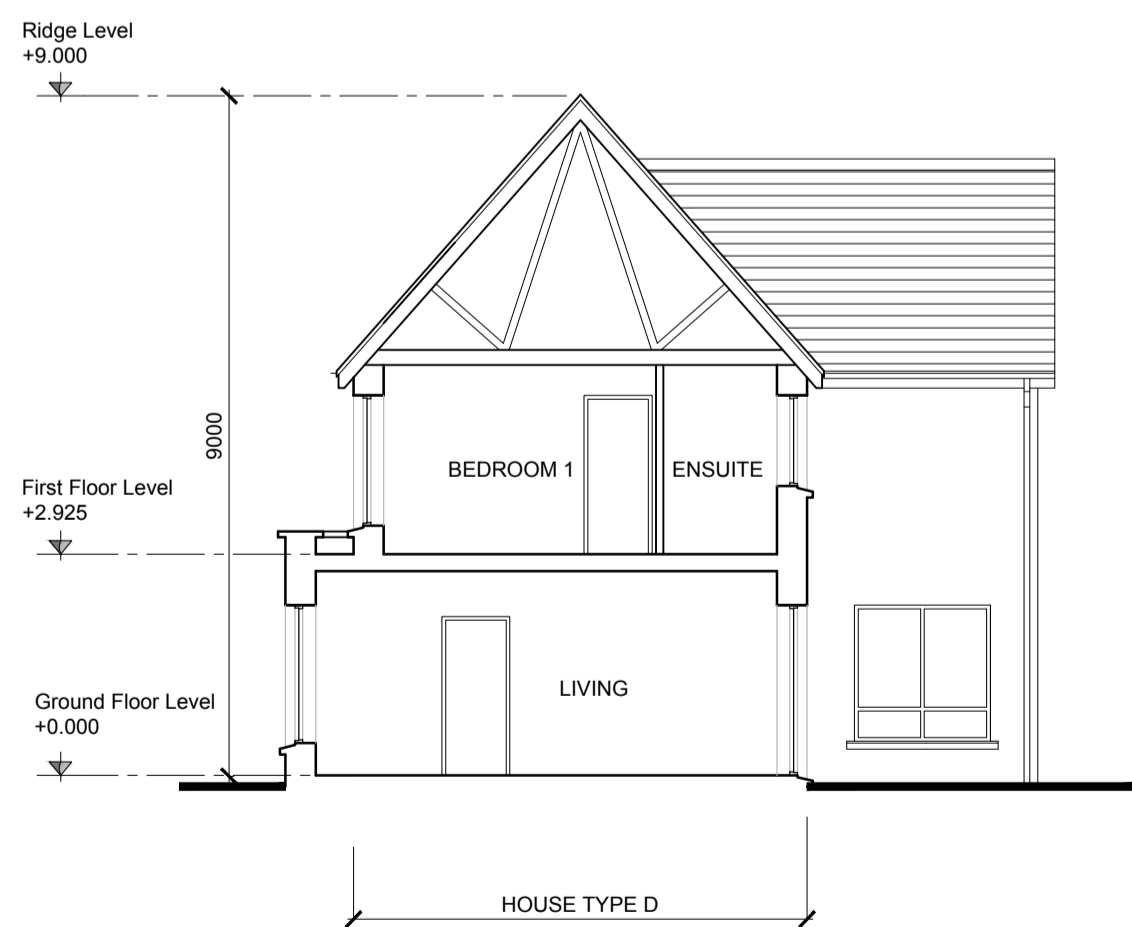 Ridge Level
+9.000
9000
BEDROOM 1
ENSUITE
First Floor Level
+2.925
LIVING
Ground Floor Level
+0.000
HOUSE TYPE D